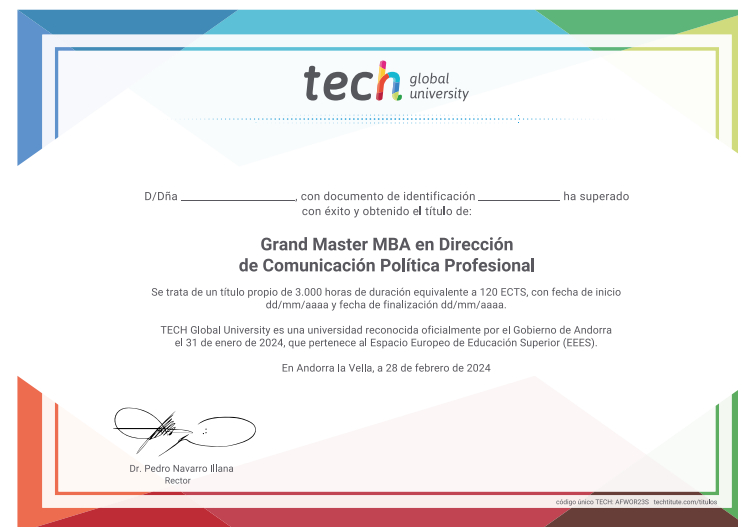 tech global university
D/Dña ____________________, con documento de identificación ______________ ha superado
con éxito y obtenido el título de:
Grand Master MBA en Dirección
de Comunicación Política Profesional
Se trata de un título propio de 3.000 horas de duración equivalente a 120 ECTS, con fecha de inicio
dd/mm/aaaa y fecha de finalización dd/mm/aaaa.
TECH Global University es una universidad reconocida oficialmente por el Gobierno de Andorra
el 31 de enero de 2024, que pertenece al Espacio Europeo de Educación Superior (EEES).
En Andorra la Vella, a 28 de febrero de 2024
Dr. Pedro Navarro Illana
Rector
código único TECH: AFWOR23S techtitute.com/titulos